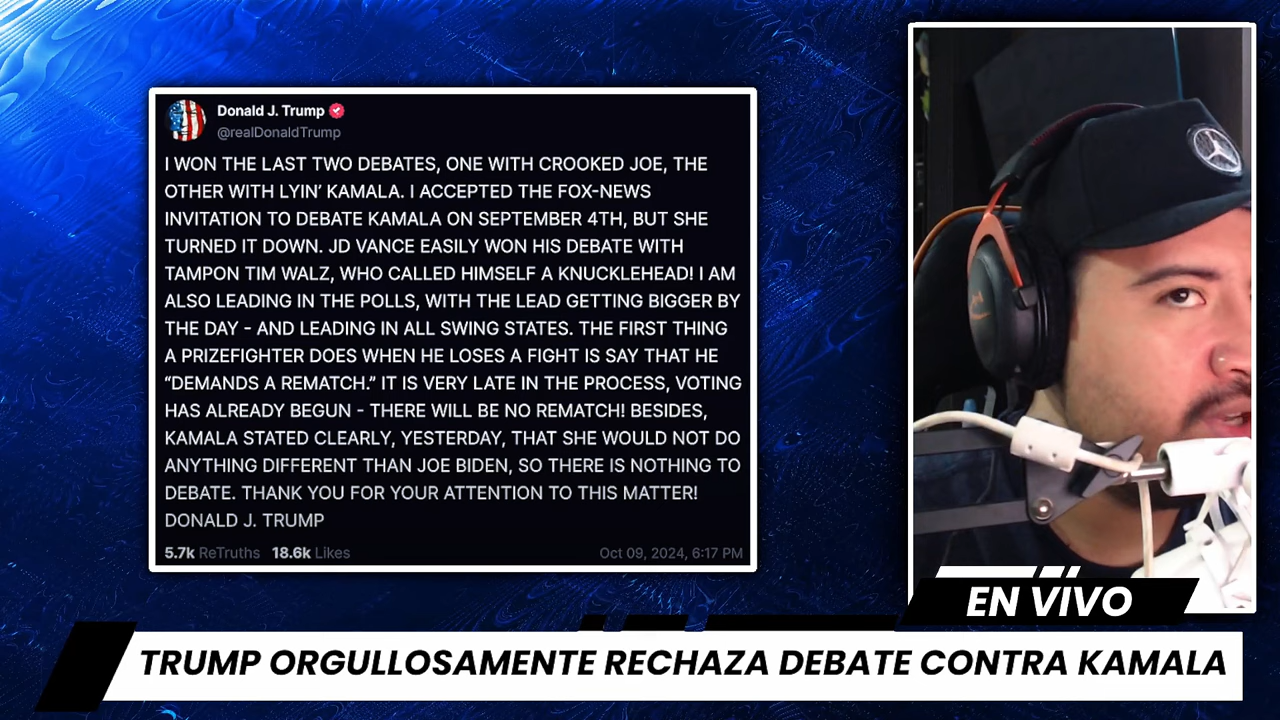 Donald J. Trump
@realDonaldTrump
I WON THE LAST TWO DEBATES, ONE WITH CROOKED JOE, THE
OTHER WITH LYIN’ KAMALA. I ACCEPTED THE FOX-NEWS
INVITATION TO DEBATE KAMALA ON SEPTEMBER 4TH, BUT SHE
TURNED IT DOWN. JD VANCE EASILY WON HIS DEBATE WITH
TAMPON TIM WALZ, WHO CALLED HIMSELF A KNUCKLEHEAD! I AM
ALSO LEADING IN THE POLLS, WITH THE LEAD GETTING BIGGER BY
THE DAY - AND LEADING IN ALL SWING STATES. THE FIRST THING
A PRIZEFIGHTER DOES WHEN HE LOSES A FIGHT IS SAY THAT HE
“DEMANDS A REMATCH.” IT IS VERY LATE IN THE PROCESS, VOTING
HAS ALREADY BEGUN - THERE WILL BE NO REMATCH! BESIDES,
KAMALA STATED CLEARLY, YESTERDAY, THAT SHE WOULD NOT DO
ANYTHING DIFFERENT THAN JOE BIDEN, SO THERE IS NOTHING TO
DEBATE. THANK YOU FOR YOUR ATTENTION TO THIS MATTER!
DONALD J. TRUMP
5.7k ReTruths 18.6k Likes Oct 09, 2024, 6:17 PM
EN VIVO
TRUMP ORGULLOSAMENTE RECHAZA DEBATE CONTRA KAMALA